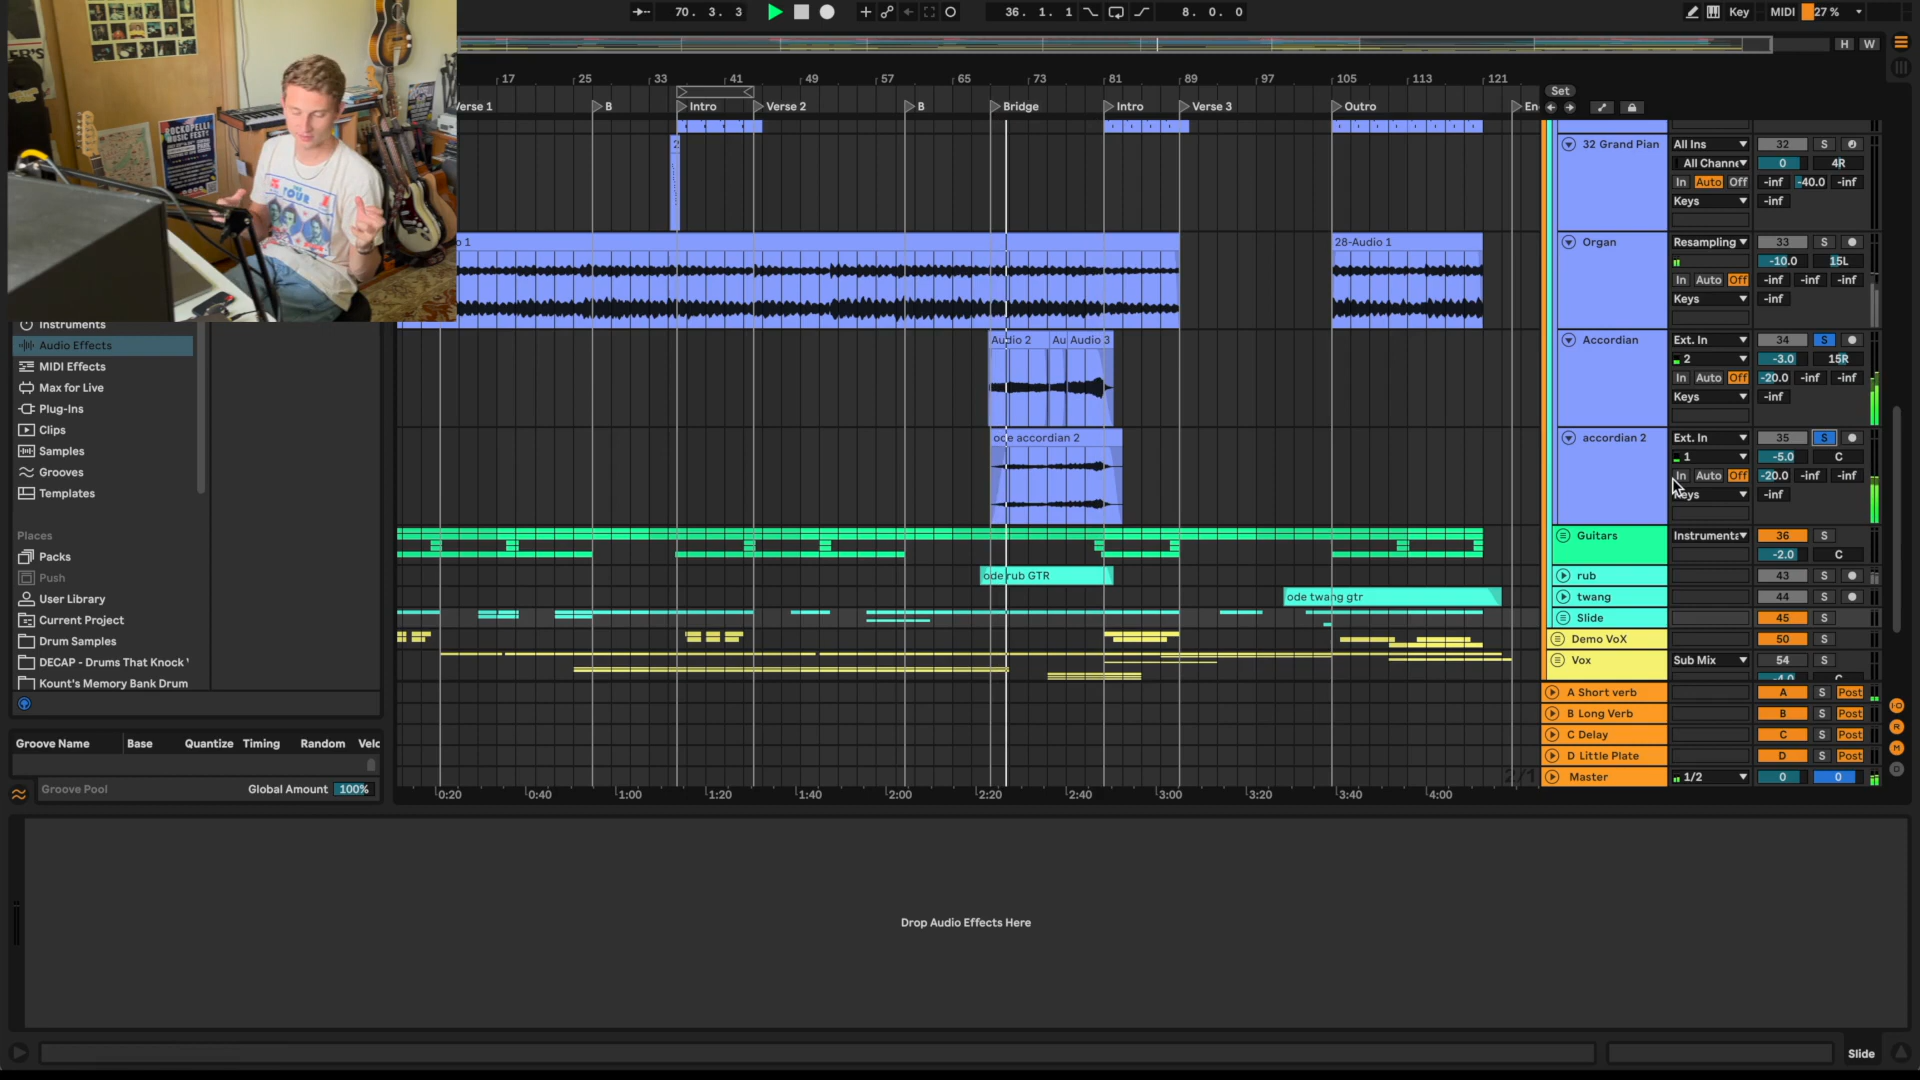 70. 3. 3
36. 1. 1
8. 0. 0
Key
MIDI
27 %
H
W
17
25
33
41
49
57
65
73
81
89
97
105
113
121
Set
Verse 1
B
Intro
Verse 2
B
Bridge
Intro
Verse 3
Outro
En
ROCKOPELLI
MUSIC FEST
TOUR
32 Grand Pian
All Ins
32
S
All Chann
0
4R
In
Auto
Off
-inf
-40.0
-inf
Keys
-inf
28-Audio 1
Organ
Resampling
33
S
-10.0
15L
In
Auto
Off
-inf
-inf
-inf
Keys
-inf
Audio 2
Au
Audio 3
Accordian
Ext. In
34
S
2
-3.0
15R
In
Auto
Off
-20.0
-inf
-inf
Keys
-inf
ode accordian 2
accordian 2
Ext. In
35
S
1
-5.0
C
In
Auto
Off
-20.0
-inf
-inf
Keys
-inf
Guitars
Instrumenta
36
S
-2.0
C
ode rub GTR
rub
43
S
ode twang gtr
twang
44
S
Slide
45
S
Demo VoX
50
S
Vox
Sub Mix
54
S
-4.0
C
A Short verb
A
S
Post
B Long Verb
B
S
Post
C Delay
C
S
Post
D Little Plate
D
S
Post
2/1
Master
1/2
0
0
0:20
0:40
1:00
1:20
1:40
2:00
2:20
2:40
3:00
3:20
3:40
4:00
Instruments
Audio Effects
MIDI Effects
Max for Live
Plug-Ins
Clips
Samples
Grooves
Templates
Places
Packs
Push
User Library
Current Project
Drum Samples
DECAP - Drums That Knock V
Kount's Memory Bank Drum
Groove Name
Base
Quantize
Timing
Random
Velc
Groove Pool
Global Amount
100%
Drop Audio Effects Here
Slide